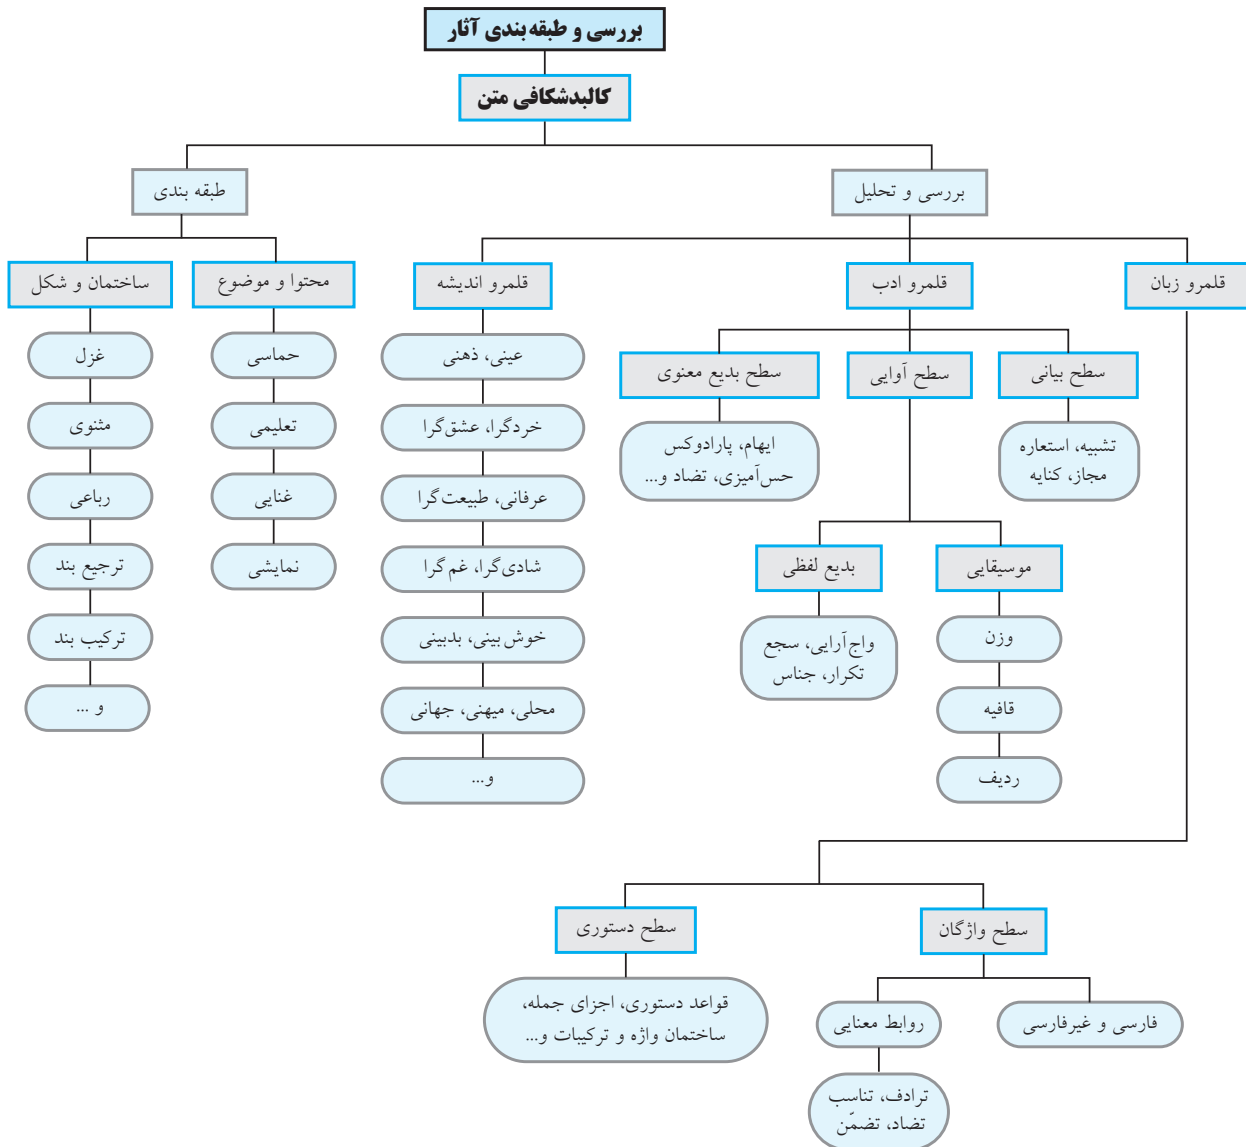 بررسی و طبقه‌بندی آثار
کالبدشکافی متن
بررسی و تحلیل
طبقه بندی
قلمرو زبان
قلمرو ادب
قلمرو اندیشه
محتوا و موضوع
ساختمان و شکل
سطح بیانی
تشبیه، استعاره
مجاز، کنایه
سطح آوایی
سطح بدیع معنوی
ایهام، پارادوکس
حس‌آمیزی، تضاد و...
موسیقایی
وزن
قافیه
ردیف
بدیع لفظی
واج‌آرایی، سجع
تکرار، جناس
عینی، ذهنی
خردگرا، عشق‌گرا
عرفانی، طبیعت‌گرا
شادی‌گرا، غم‌گرا
خوش‌بینی، بدبینی
محلی، میهنی، جهانی
و...
حماسی
تعلیمی
غنایی
نمایشی
غزل
مثنوی
رباعی
ترجیع بند
ترکیب بند
و ...
سطح واژگان
فارسی و غیرفارسی
روابط معنایی
ترادف، تناسب
تضاد، تضمّن
سطح دستوری
قواعد دستوری، اجزای جمله،
ساختمان واژه و ترکیبات و...